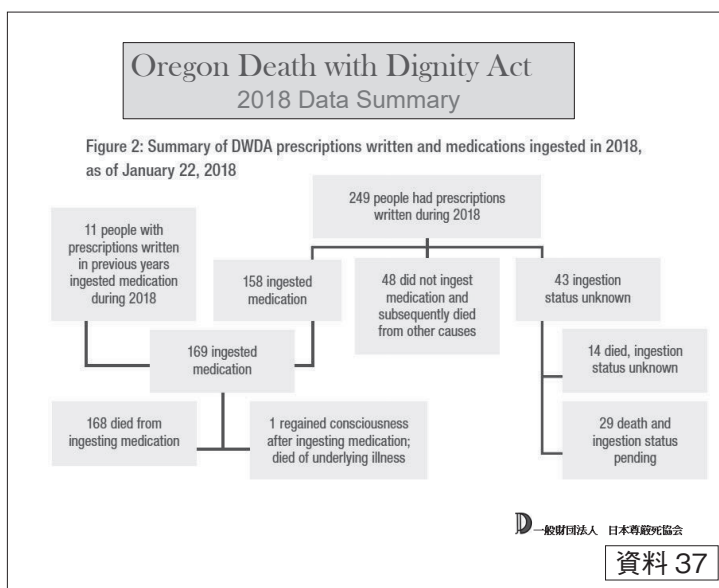 Oregon Death with Dignity Act
2018 Data Summary
Figure 2: Summary of DWDA prescriptions written and medications ingested in 2018,
as of January 22, 2018
249 people had prescriptions
written during 2018
11 people with
prescriptions written
in previous years
ingested medication
during 2018
158 ingested
medication
48 did not ingest
medication and
subsequently died
from other causes
43 ingestion
status unknown
169 ingested
medication
14 died, ingestion
status unknown
168 died from
ingesting medication
1 regained consciousness
after ingesting medication;
died of underlying illness
29 death and
ingestion status
pending
一般財団法人 日本尊厳死協会
資料 37